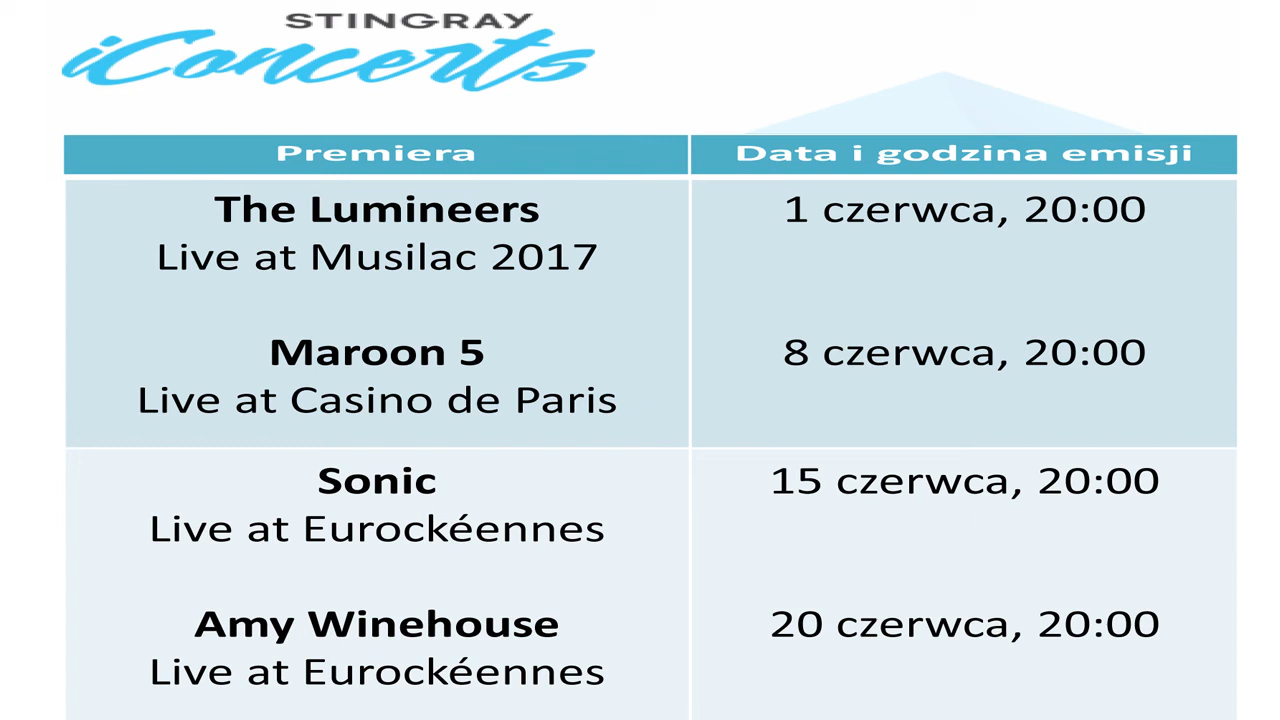 STINGRAY
iConcerts
Premiera
Data i godzina emisji
The Lumineers
1 czerwca, 20:00
Live at Musilac 2017
Maroon 5
8 czerwca, 20:00
Live at Casino de Paris
Sonic
15 czerwca, 20:00
Live at Eurockéennes
Amy Winehouse
20 czerwca, 20:00
Live at Eurockéennes